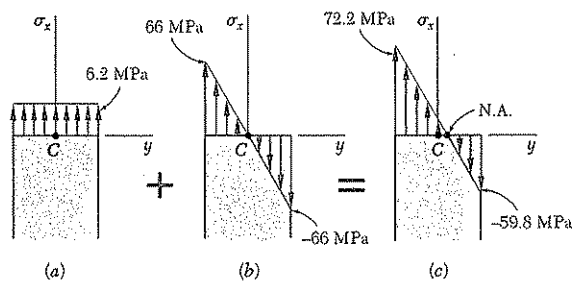 σx
6.2 MPa
C
y
(a)
+
66 MPa
σx
C
y
–66 MPa
(b)
=
72.2 MPa
σx
N.A.
C
y
–59.8 MPa
(c)